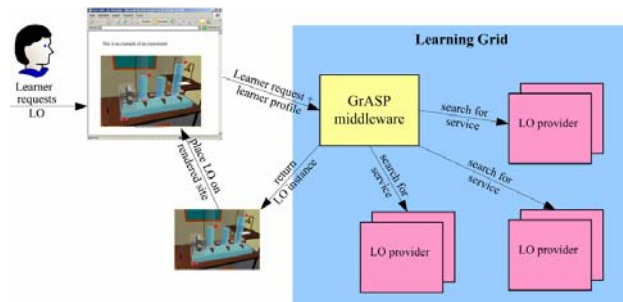 Learning Grid
Learner
requests
LO
This is an example of an experiment
Learner request +
learner profile
GrASP
middleware
search for
service
LO provider
place LO on
rendered site
return
LO instance
search for
service
search for
service
LO provider
LO provider